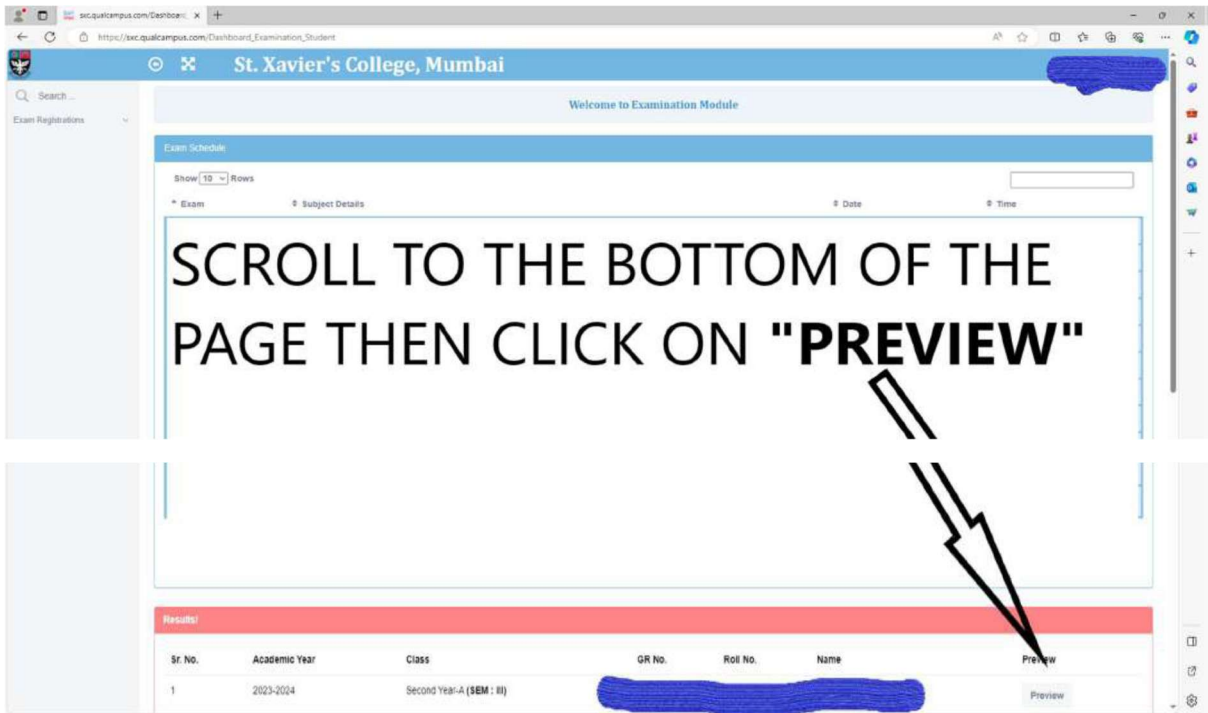 sxc.qualcampus.com/Dashboard_
https://sxc.qualcampus.com/Dashboard_Examination_Student
St. Xavier's College, Mumbai
Search ...
Welcome to Examination Module
Exam Registrations
Exam Schedule
Show 10 Rows
Exam Subject Details Date Time
SCROLL TO THE BOTTOM OF THE
PAGE THEN CLICK ON "PREVIEW"
Results!
Sr. No. Academic Year Class GR No. Roll No. Name Preview
1 2023-2024 Second Year-A (SEM : III) Preview